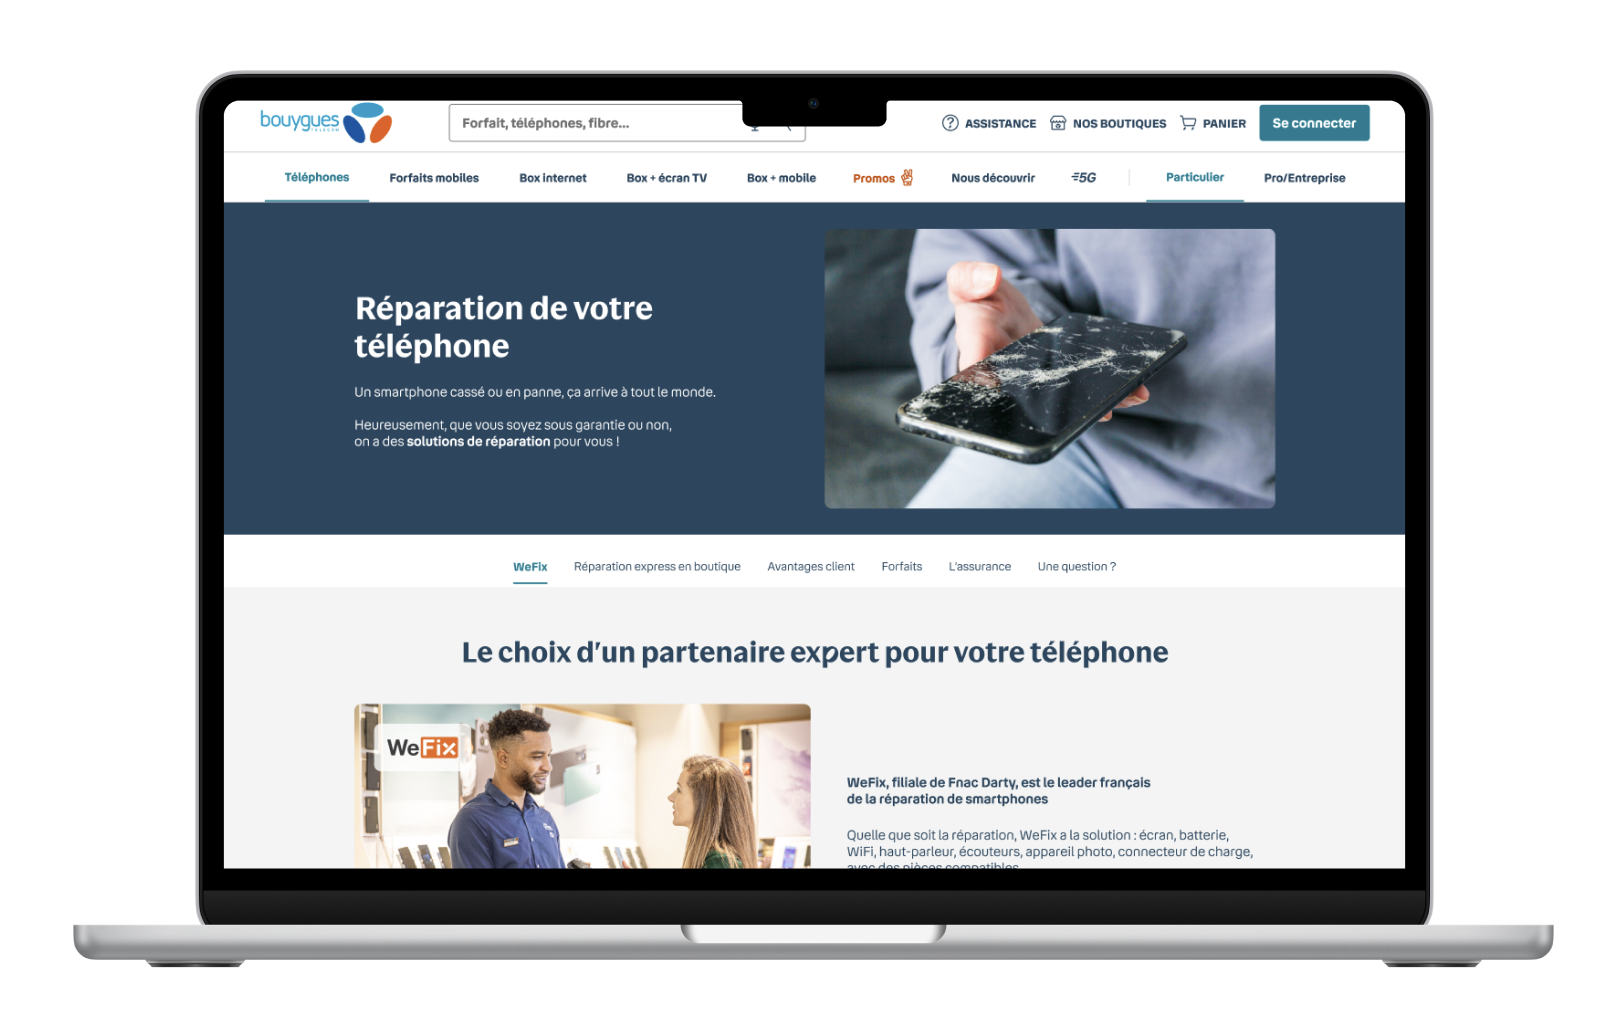 bouygues
TELECOM
Forfait, téléphones, fibre...
ASSISTANCE
NOS BOUTIQUES
PANIER
Se connecter
Téléphones
Forfaits mobiles
Box internet
Box + écran TV
Box + mobile
Promos
Nous découvrir
5G
Particulier
Pro/Entreprise
Réparation de votre
téléphone
Un smartphone cassé ou en panne, ça arrive à tout le monde.
Heureusement, que vous soyez sous garantie ou non,
on a des solutions de réparation pour vous !
WeFix
Réparation express en boutique
Avantages client
Forfaits
L'assurance
Une question ?
Le choix d'un partenaire expert pour votre téléphone
WeFix
WeFix, filiale de Fnac Darty, est le leader français
de la réparation de smartphones
Quelle que soit la réparation, WeFix a la solution : écran, batterie,
WiFi, haut-parleur, écouteurs, appareil photo, connecteur de charge,
avec des pièces compatibles